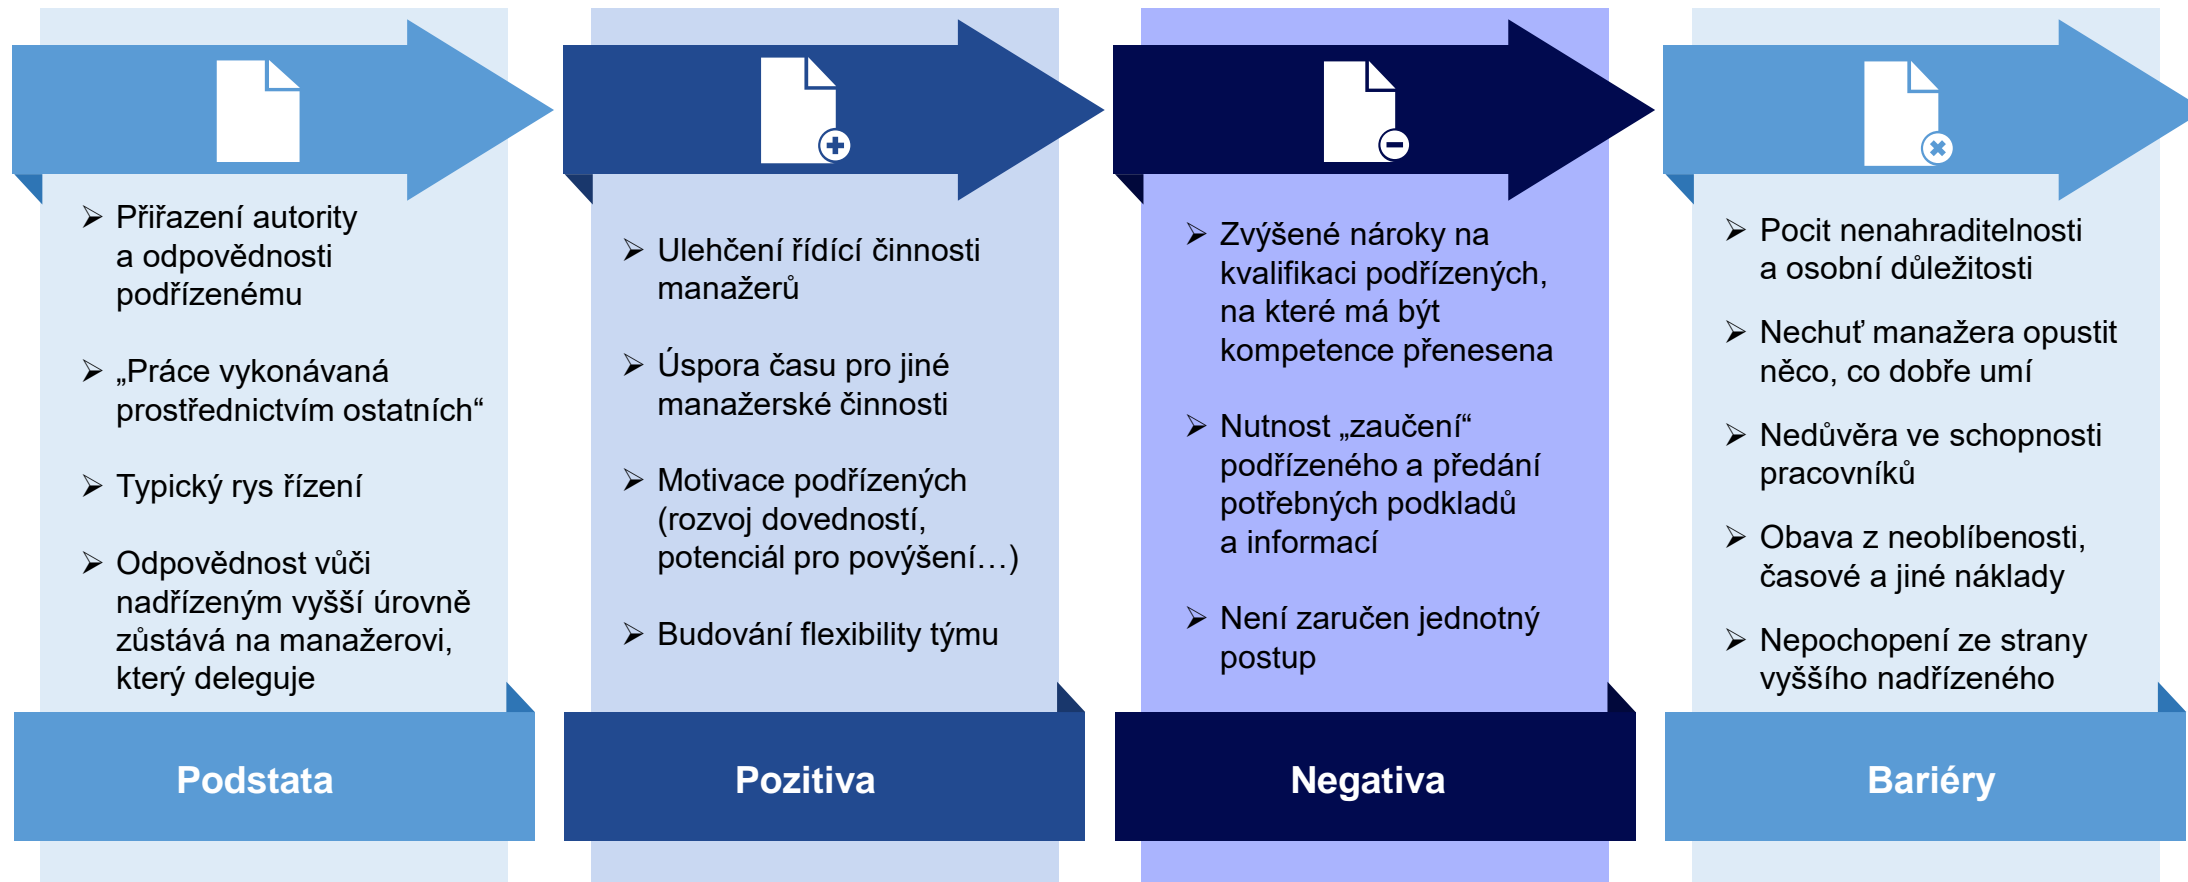 ➢ Přiřazení autority
a odpovědnosti
podřízenému
➢ „Práce vykonávaná
prostřednictvím ostatních“
➢ Typický rys řízení
➢ Odpovědnost vůči
nadřízeným vyšší úrovně
zůstává na manažerovi,
který deleguje
Podstata
➢ Ulehčení řídící činnosti
manažerů
➢ Úspora času pro jiné
manažerské činnosti
➢ Motivace podřízených
(rozvoj dovedností,
potenciál pro povýšení…)
➢ Budování flexibility týmu
Pozitiva
➢ Zvýšené nároky na
kvalifikaci podřízených,
na které má být
kompetence přenesena
➢ Nutnost „zaučení“
podřízeného a předání
potřebných podkladů
a informací
➢ Není zaručen jednotný
postup
Negativa
➢ Pocit nenahraditelnosti
a osobní důležitosti
➢ Nechuť manažera opustit
něco, co dobře umí
➢ Nedůvěra ve schopnosti
pracovníků
➢ Obava z neoblíbenosti,
časové a jiné náklady
➢ Nepochopení ze strany
vyššího nadřízeného
Bariéry